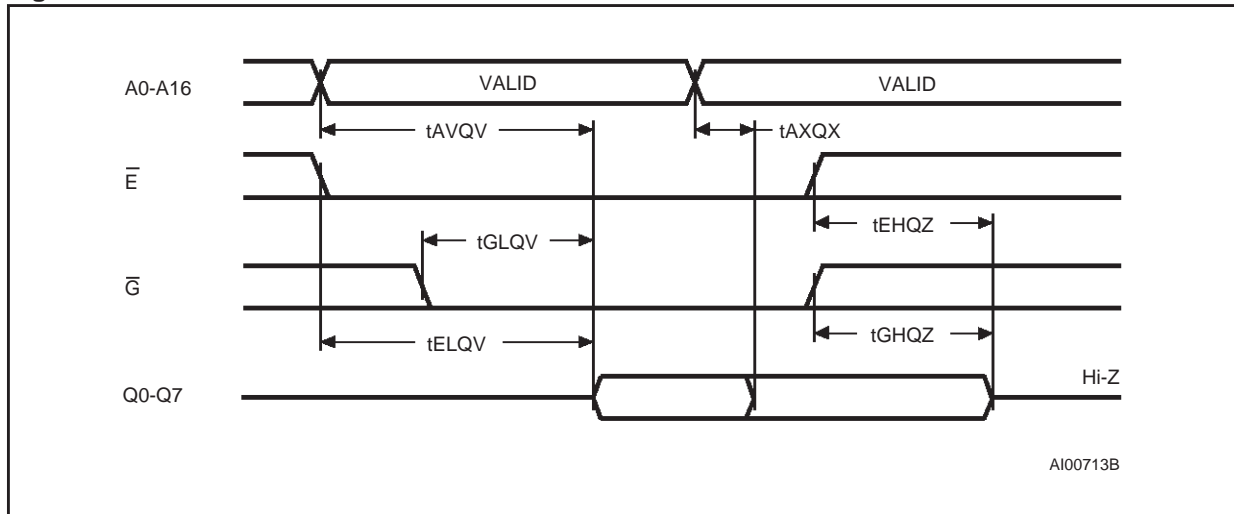 A0-A16
VALID
VALID
tAVQV
tAXQX
E̅
tGLQV
tEHQZ
G̅
tELQV
tGHQZ
Q0-Q7
Hi-Z
AI00713B